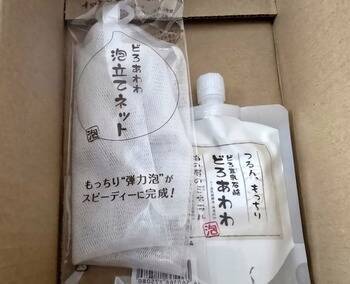 どろあわわ
泡立てネット
泡
もっちり"弾力泡"が
スピーディーに完成!
つるん、もっちり
どろ豆乳石鹸
どろあわわ
泡